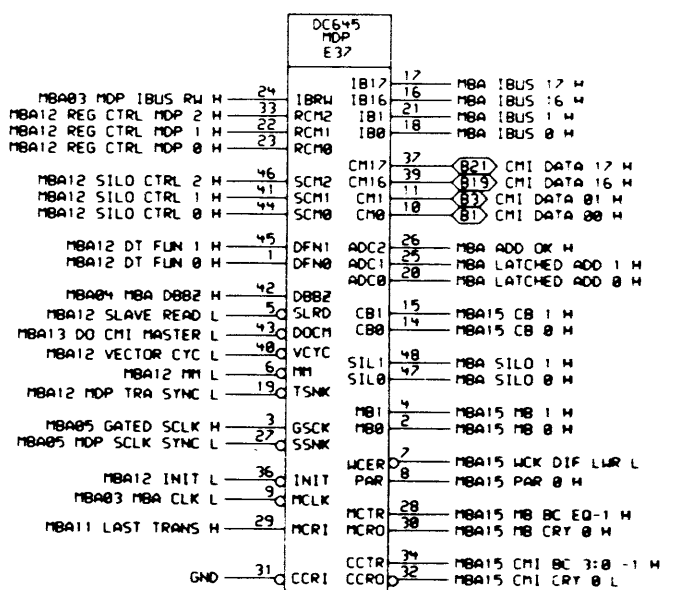 DC645
MDP
E37
MBA03 MDP IBUS RW H 24 IBRW
MBA12 REG CTRL MDP 2 H 33 RCM2
MBA12 REG CTRL MDP 1 H 22 RCM1
MBA12 REG CTRL MDP 0 H 23 RCM0
MBA12 SILO CTRL 2 H 46 SCM2
MBA12 SILO CTRL 1 H 41 SCM1
MBA12 SILO CTRL 0 H 44 SCM0
MBA12 DT FUN 1 H 45 DFN1
MBA12 DT FUN 0 H 1 DFN0
MBA04 MBA DBBZ H 42 DBBZ
MBA12 SLAVE READ L 5 SLRD
MBA13 DO CMI MASTER L 43 DOCM
MBA12 VECTOR CYC L 40 VCYC
MBA12 MM L 6 MM
MBA12 MDP TRA SYNC L 19 TSNK
MBA05 GATED SCLK H 3 GSCK
MBA05 MDP SCLK SYNC L 27 SSNK
MBA12 INIT L 36 INIT
MBA03 MBA CLK L 9 MCLK
MBA11 LAST TRANS H 29 MCRI
GND 31 CCRI
IB17 17 MBA IBUS 17 H
IB16 16 MBA IBUS 16 H
IB1 21 MBA IBUS 1 H
IB0 18 MBA IBUS 0 H
CM17 37 B21 CMI DATA 17 H
CM16 39 B19 CMI DATA 16 H
CM1 11 B3 CMI DATA 01 H
CM0 10 B1 CMI DATA 00 H
ADC2 26 MBA ADD OK H
ADC1 25 MBA LATCHED ADD 1 H
ADC0 20 MBA LATCHED ADD 0 H
CB1 15 MBA15 CB 1 H
CB0 14 MBA15 CB 0 H
SIL1 48 MBA SILO 1 H
SIL0 47 MBA SILO 0 H
MB1 4 MBA15 MB 1 H
MB0 2 MBA15 MB 0 H
WCER 7 MBA15 WCK DIF LWR L
PAR 8 MBA15 PAR 0 H
MCTR 28 MBA15 MB BC EQ-1 H
MCRO 30 MBA15 MB CRY 0 H
CCTR 34 MBA15 CMI BC 3:0 -1 H
CCRO 32 MBA15 CMI CRY 0 L